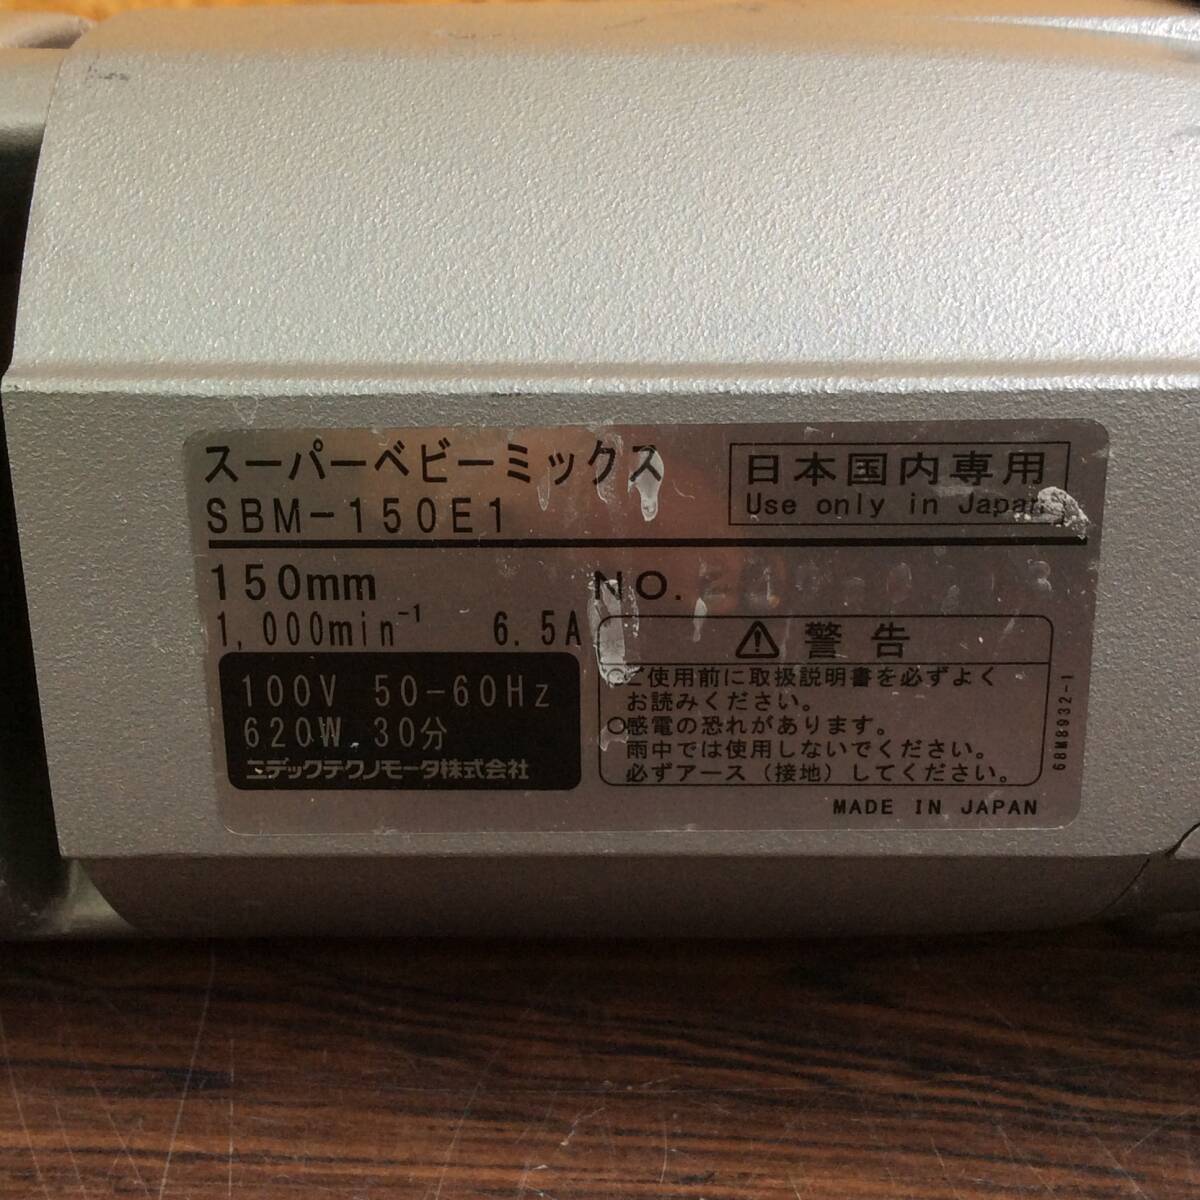 スーパーベビーミックス
SBM-150E1
日本国内専用
Use only in Japan
150mm
NO.
1,000min⁻¹ 6.5A
100V 50-60Hz
620W 30分
ニデックテクノモータ株式会社
⚠ 警告
○ご使用前に取扱説明書を必ずよく
お読みください。
○感電の恐れがあります。
雨中では使用しないでください。
必ずアース(接地)してください。
68M8932-1
MADE IN JAPAN